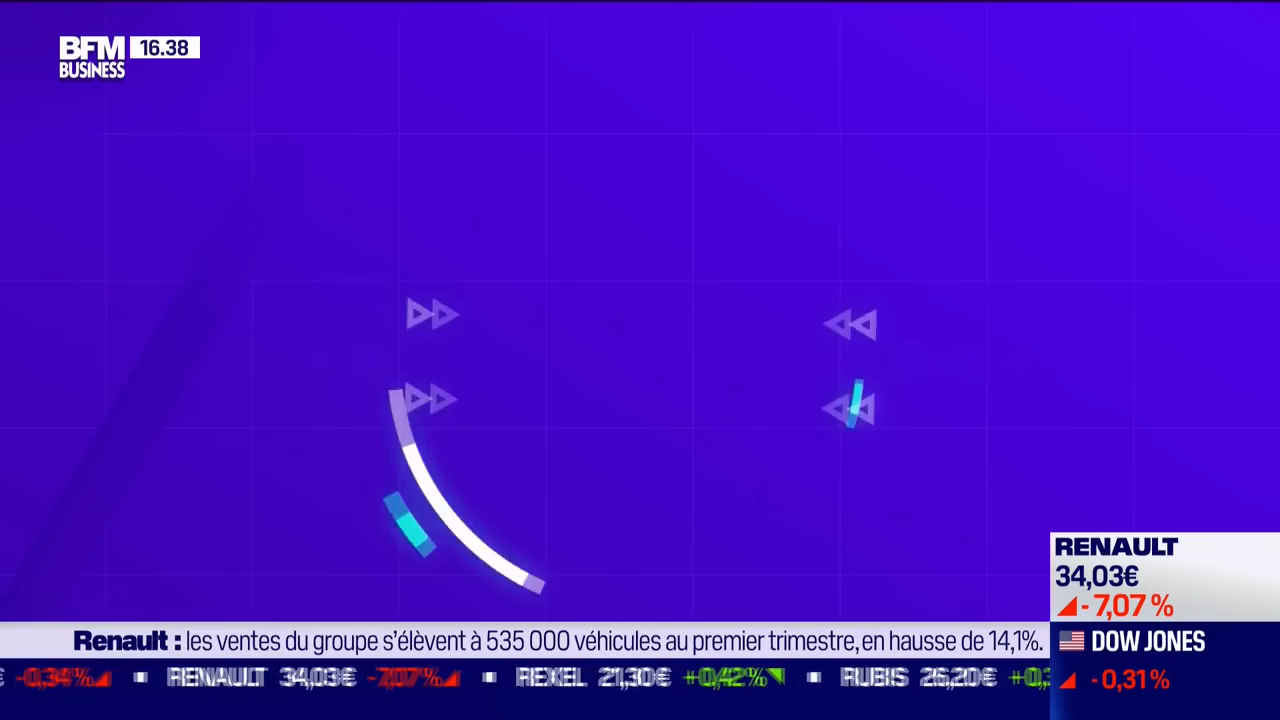 BFM 16.38
BUSINESS
RENAULT
34,03€
- 7,07 %
Renault : les ventes du groupe s'élèvent à 535 000 véhicules au premier trimestre, en hausse de 14,1%.
DOW JONES
€ -0,34% RENAULT 34,03€ -7,07% REXEL 21,30€ +0,42% RUBIS 26,20€ +0,3
- 0,31 %